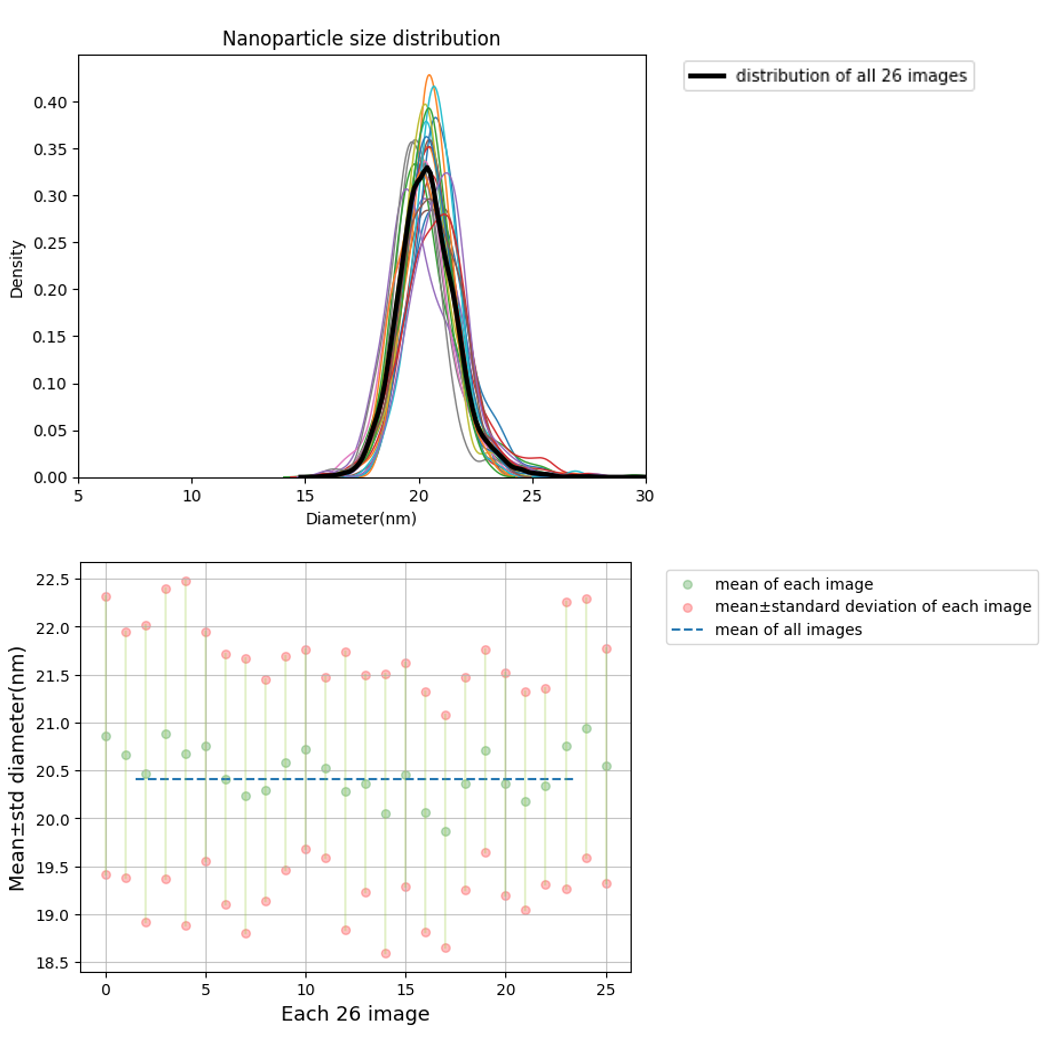 Nanoparticle size distribution
distribution of all 26 images
0.40
0.35
0.30
0.25
0.20
0.15
0.10
0.05
0.00
Density
5 10 15 20 25 30
Diameter(nm)
mean of each image
mean±standard deviation of each image
mean of all images
22.5
22.0
21.5
21.0
20.5
20.0
19.5
19.0
18.5
Mean±std diameter(nm)
0 5 10 15 20 25
Each 26 image